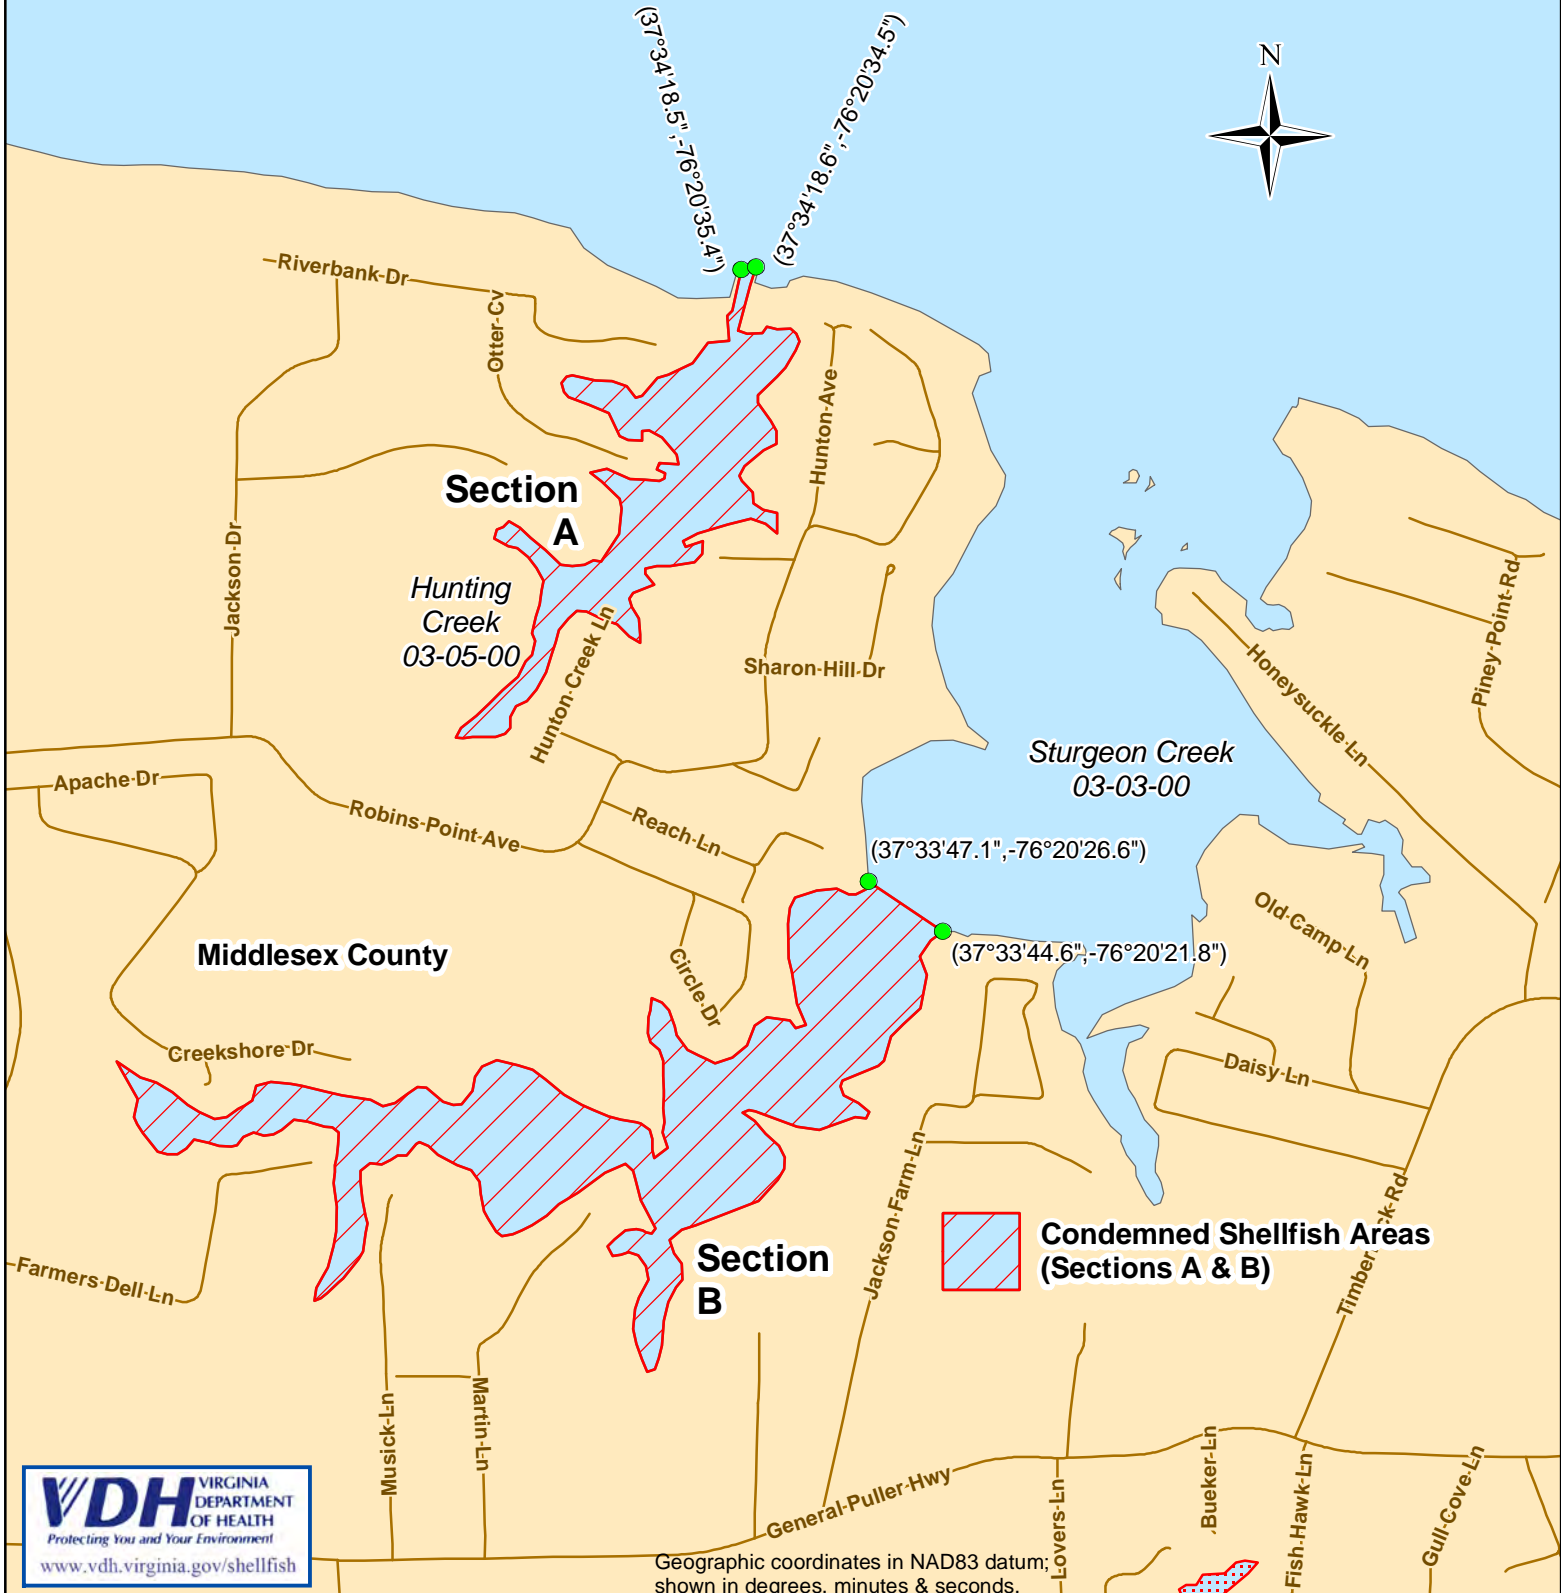 (37°34'18.5",-76°20'35.4")
(37°34'18.6",-76°20'34.5")
N
Riverbank Dr
Otter Cv
Hunton Ave
Section
A
Jackson Dr
Hunting
Creek
03-05-00
Hunton Creek Ln
Sharon Hill Dr
Piney Point Rd
Honeysuckle Ln
Sturgeon Creek
03-03-00
Apache Dr
Robins Point Ave
Reach Ln
(37°33'47.1",-76°20'26.6")
Old Camp Ln
Middlesex County
(37°33'44.6",-76°20'21.8")
Circle Dr
Creekshore Dr
Daisy Ln
Jackson Farm Ln
Condemned Shellfish Areas
(Sections A & B)
Section
B
Farmers Dell Ln
Musick Ln
Martin Ln
General Puller Hwy
Lovers Ln
Bueker Ln
Fish Hawk Ln
Gull Cove Ln
VDH VIRGINIA
DEPARTMENT
OF HEALTH
Protecting You and Your Environment
www.vdh.virginia.gov/shellfish
Geographic coordinates in NAD83 datum;
shown in degrees, minutes & seconds.